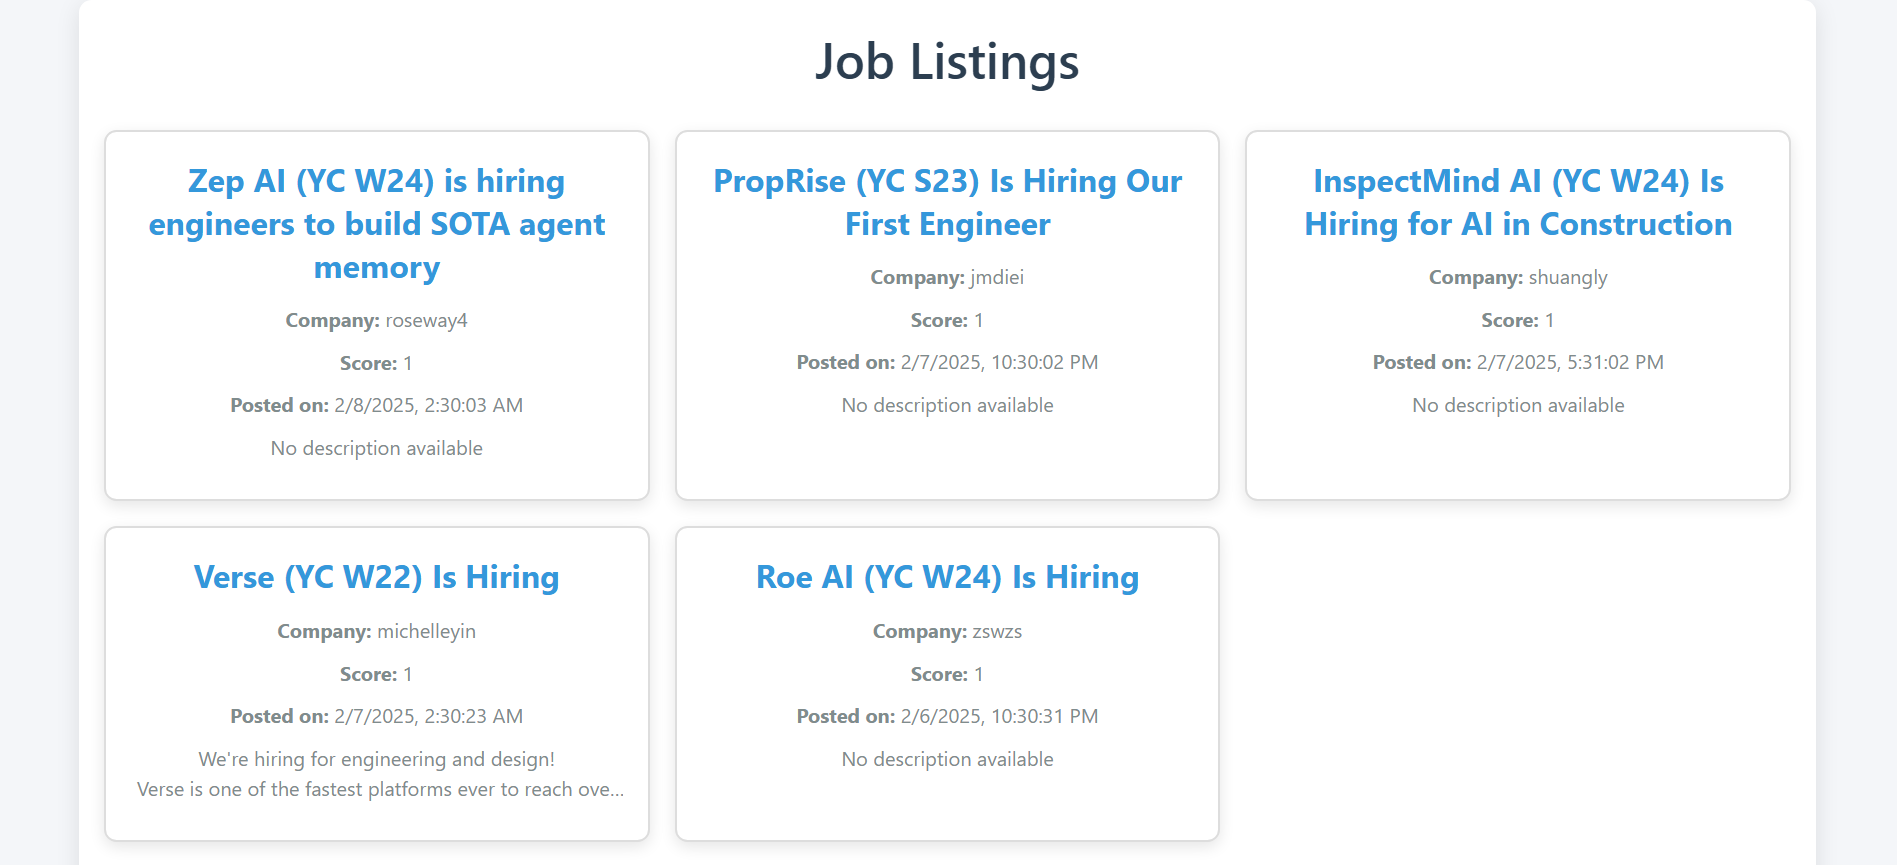 Job Listings
Zep AI (YC W24) is hiring
engineers to build SOTA agent
memory
Company: roseway4
Score: 1
Posted on: 2/8/2025, 2:30:03 AM
No description available
PropRise (YC S23) Is Hiring Our
First Engineer
Company: jmdiei
Score: 1
Posted on: 2/7/2025, 10:30:02 PM
No description available
InspectMind AI (YC W24) Is
Hiring for AI in Construction
Company: shuangly
Score: 1
Posted on: 2/7/2025, 5:31:02 PM
No description available
Verse (YC W22) Is Hiring
Company: michelleyin
Score: 1
Posted on: 2/7/2025, 2:30:23 AM
We're hiring for engineering and design!
Verse is one of the fastest platforms ever to reach ove...
Roe AI (YC W24) Is Hiring
Company: zswzs
Score: 1
Posted on: 2/6/2025, 10:30:31 PM
No description available